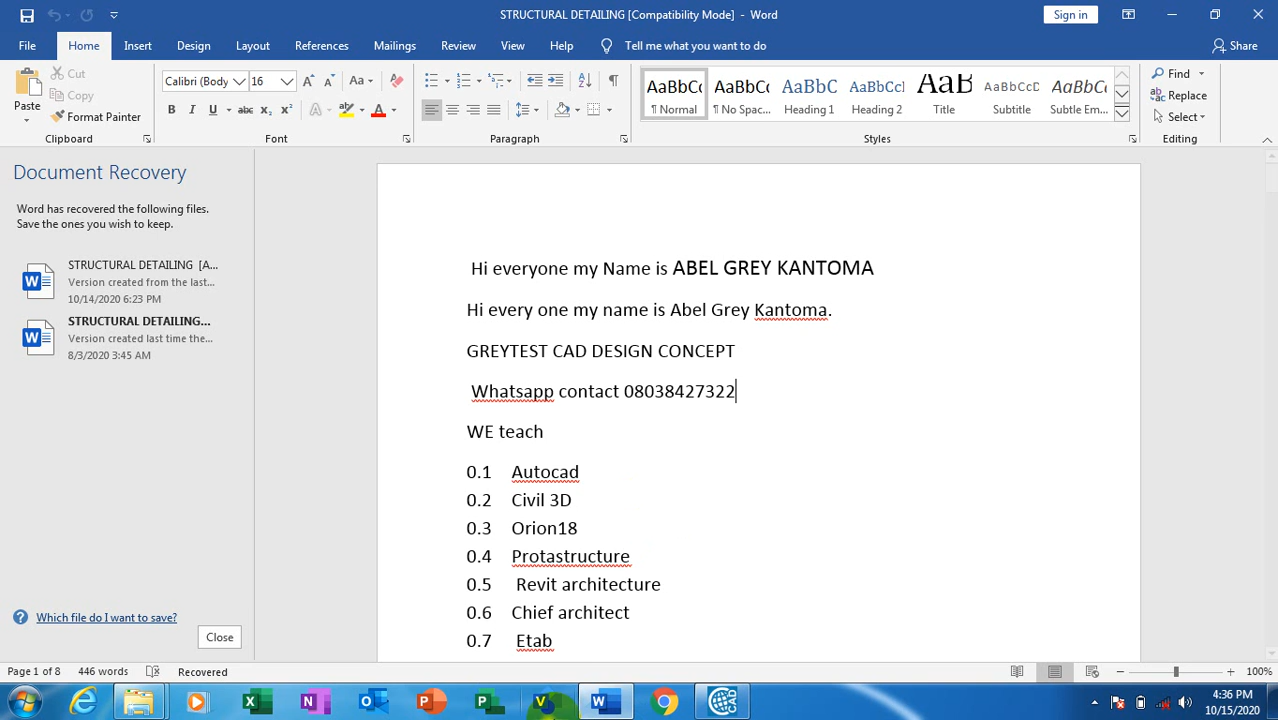 STRUCTURAL DETAILING [Compatibility Mode] - Word
Sign in
File Home Insert Design Layout References Mailings Review View Help Tell me what you want to do Share
Paste
Cut
Copy
Format Painter
Calibri (Body 16
AaBbCc AaBbCc AaBbC AaBbCcI AaB AaBbCcD AaBbCc
¶ Normal ¶ No Spac... Heading 1 Heading 2 Title Subtitle Subtle Em...
Find
Replace
Select
Clipboard Font Paragraph Styles Editing
Document Recovery
Word has recovered the following files.
Save the ones you wish to keep.
STRUCTURAL DETAILING [A...
Version created from the last...
10/14/2020 6:23 PM
STRUCTURAL DETAILING...
Version created last time the...
8/3/2020 3:45 AM
Which file do I want to save?
Close
Hi everyone my Name is ABEL GREY KANTOMA
Hi every one my name is Abel Grey Kantoma.
GREYTEST CAD DESIGN CONCEPT
Whatsapp contact 08038427322
WE teach
0.1 Autocad
0.2 Civil 3D
0.3 Orion18
0.4 Protastructure
0.5 Revit architecture
0.6 Chief architect
0.7 Etab
Page 1 of 8 446 words Recovered 100%
4:36 PM
10/15/2020